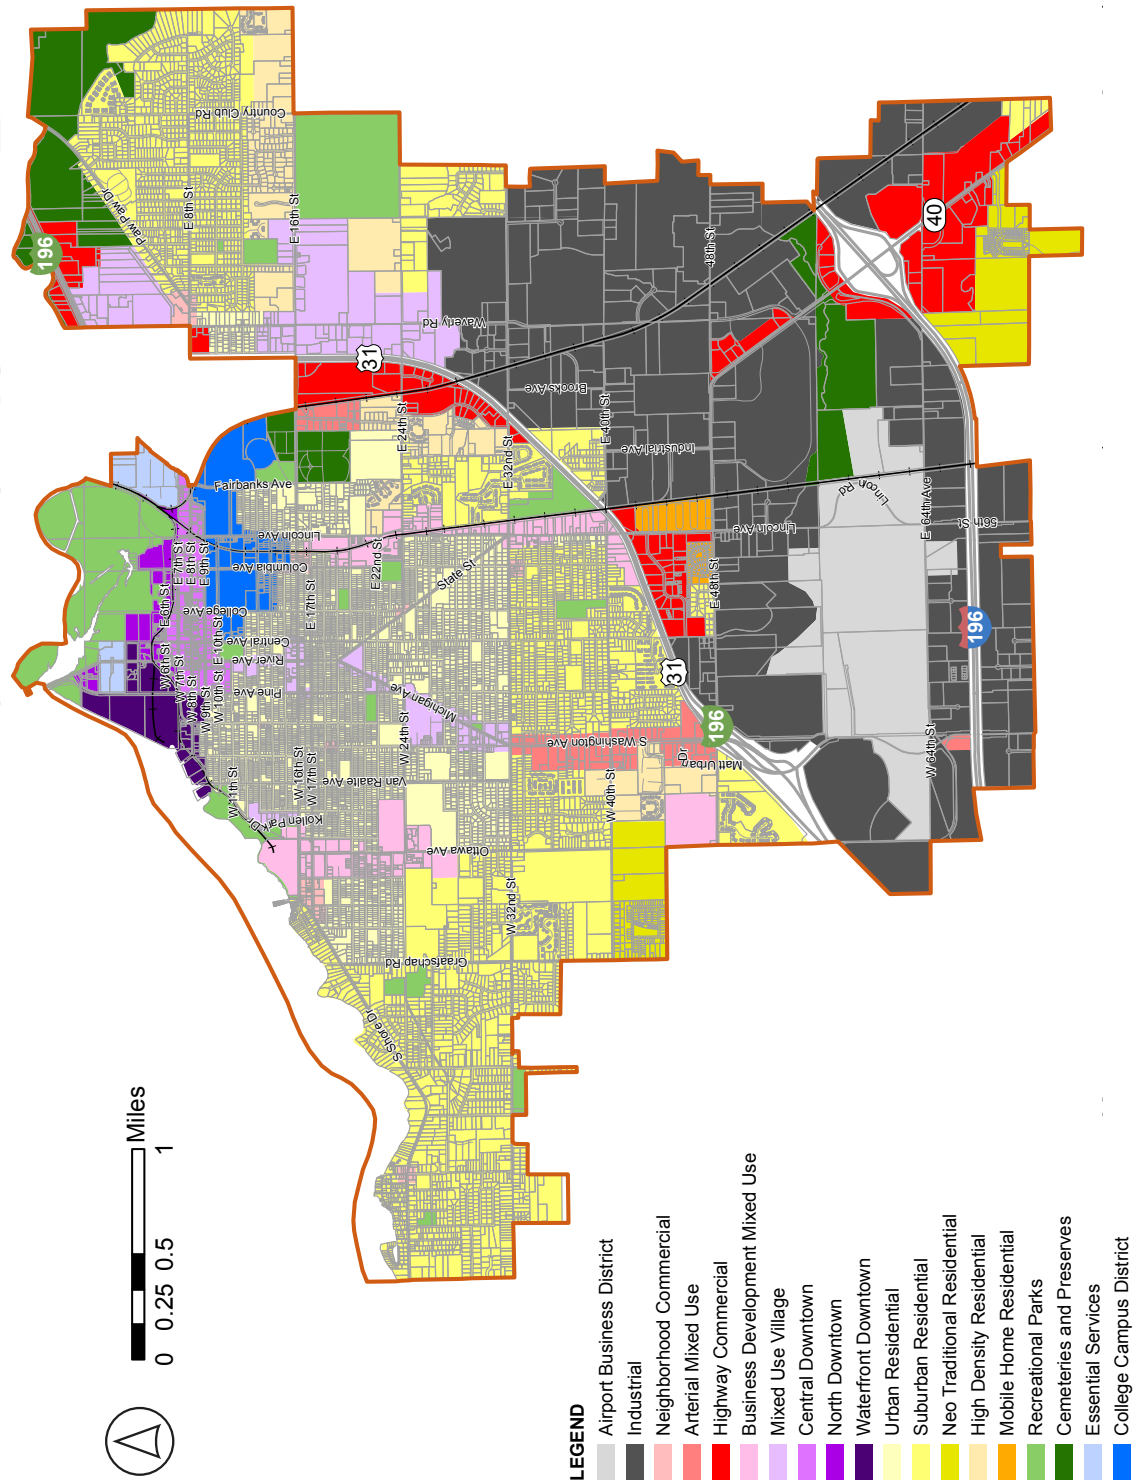 196
Country Club Rd
Paw Paw Dr
E 8th St
E 16th St
31
Waverly Rd
48th St
40
Brooks Ave
E 24th St
E 32nd St
E 40th St
Industrial Ave
Fairbanks Ave
Lincoln Ave
Columbia Ave
E 7th St
E 8th St
E 9th St
E 6th St
College Ave
E 10th St
Central Ave
River Ave
Pine Ave
E 17th St
E 22nd St
State St
Lincoln Rd
E 64th Ave
56th St
Lincoln Ave
E 48th St
W 6th St
W 7th St
W 8th St
W 9th St
W 10th St
W 11th St
W 16th St
W 17th St
Michigan Ave
W 24th St
Van Raalte Ave
Kollen Park Dr
S Washington Ave
31
196
Matt Urban Dr
196
W 64th St
W 40th St
Ottawa Ave
W 32nd St
Graafschap Rd
S Shore Dr
Miles
0 0.25 0.5 1
LEGEND
Airport Business District
Industrial
Neighborhood Commercial
Arterial Mixed Use
Highway Commercial
Business Development Mixed Use
Mixed Use Village
Central Downtown
North Downtown
Waterfront Downtown
Urban Residential
Suburban Residential
Neo Traditional Residential
High Density Residential
Mobile Home Residential
Recreational Parks
Cemeteries and Preserves
Essential Services
College Campus District